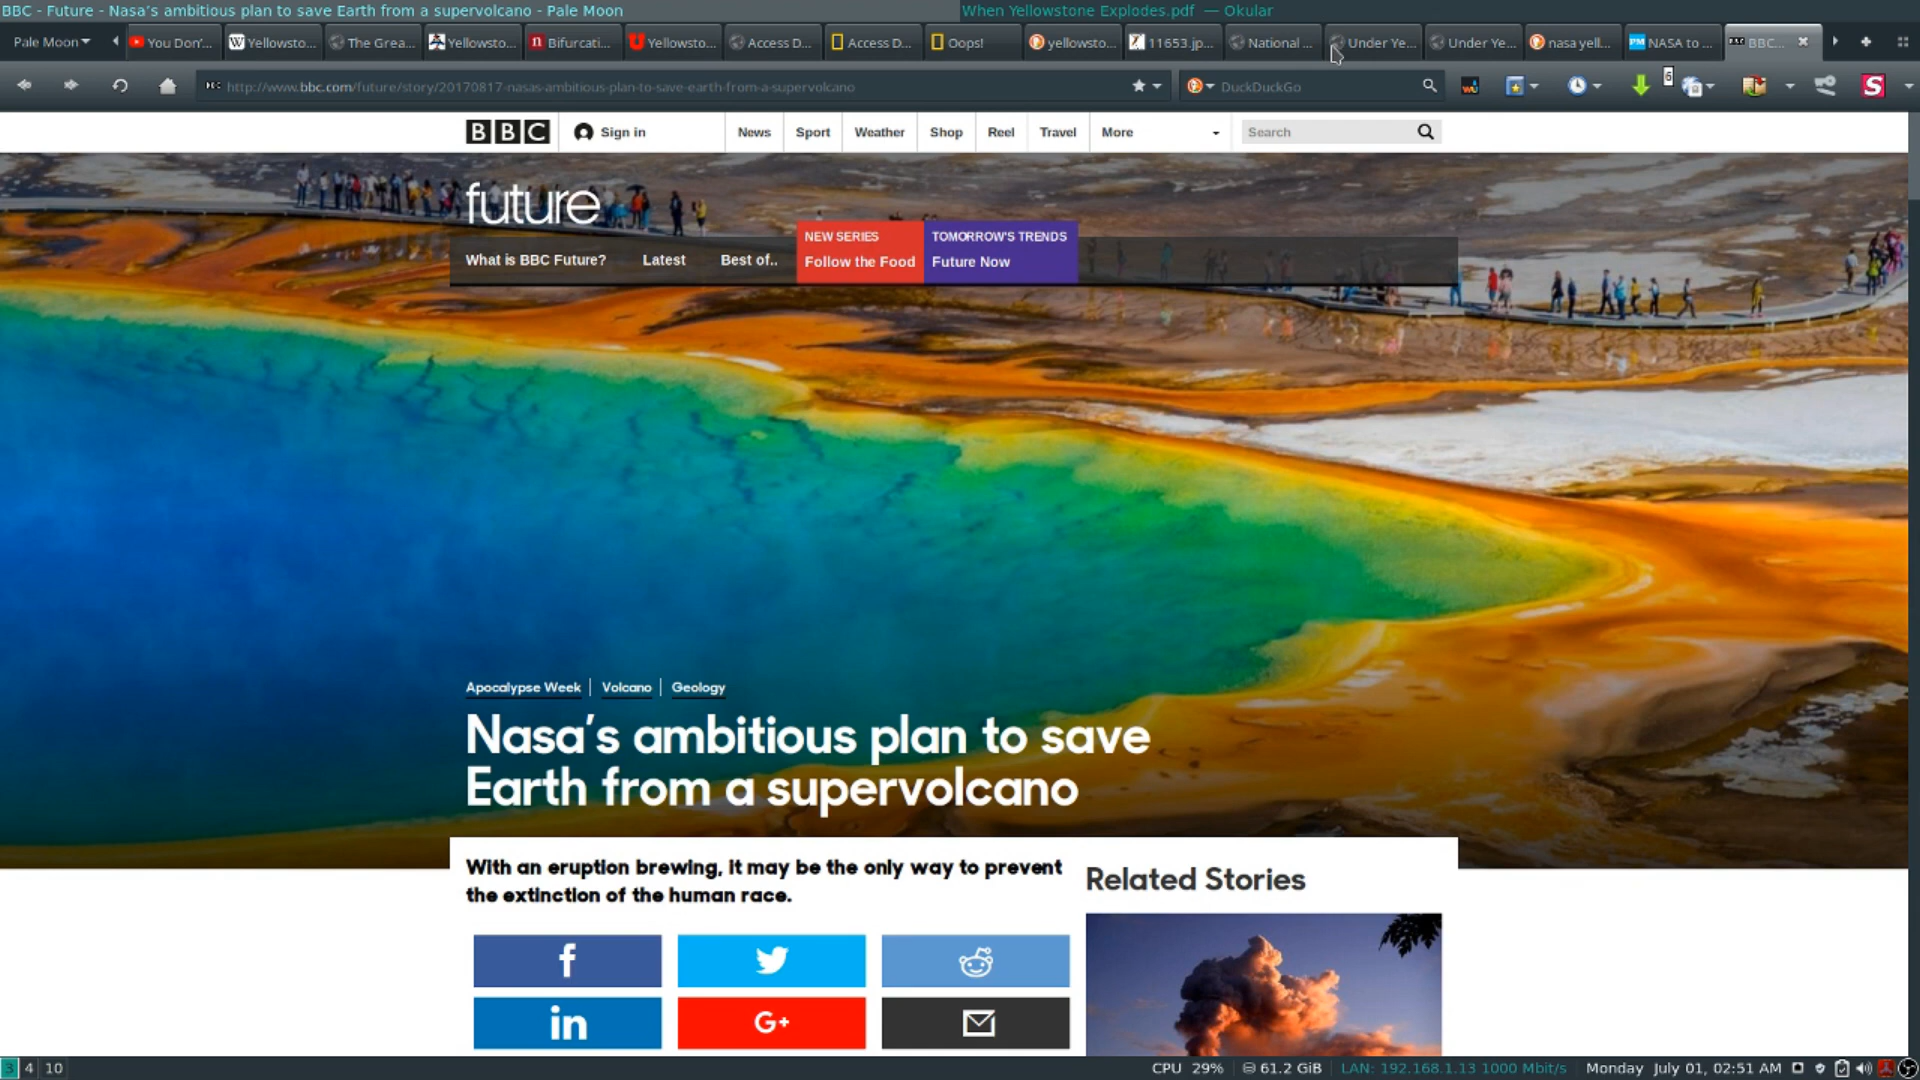 BBC - Future - Nasa's ambitious plan to save Earth from a supervolcano - Pale Moon
When Yellowstone Explodes.pdf — Okular
Pale Moon
You Don'...
Yellowsto...
The Grea...
Yellowsto...
Bifurcati...
Yellowsto...
Access D...
Access D...
Oops!
yellowsto...
11653.jp...
National ...
Under Ye...
Under Ye...
nasa yell...
NASA to ...
BBC...
http://www.bbc.com/future/story/20170817-nasas-ambitious-plan-to-save-earth-from-a-supervolcano
DuckDuckGo
6
BBC
Sign in
News
Sport
Weather
Shop
Reel
Travel
More
Search
future
What is BBC Future?
Latest
Best of..
NEW SERIES
Follow the Food
TOMORROW'S TRENDS
Future Now
Apocalypse Week
Volcano
Geology
Nasa's ambitious plan to save
Earth from a supervolcano
With an eruption brewing, it may be the only way to prevent
the extinction of the human race.
Related Stories
f
in
G+
3 4 10
CPU 29%
61.2 GiB
LAN: 192.168.1.13 1000 Mbit/s
Monday July 01, 02:51 AM